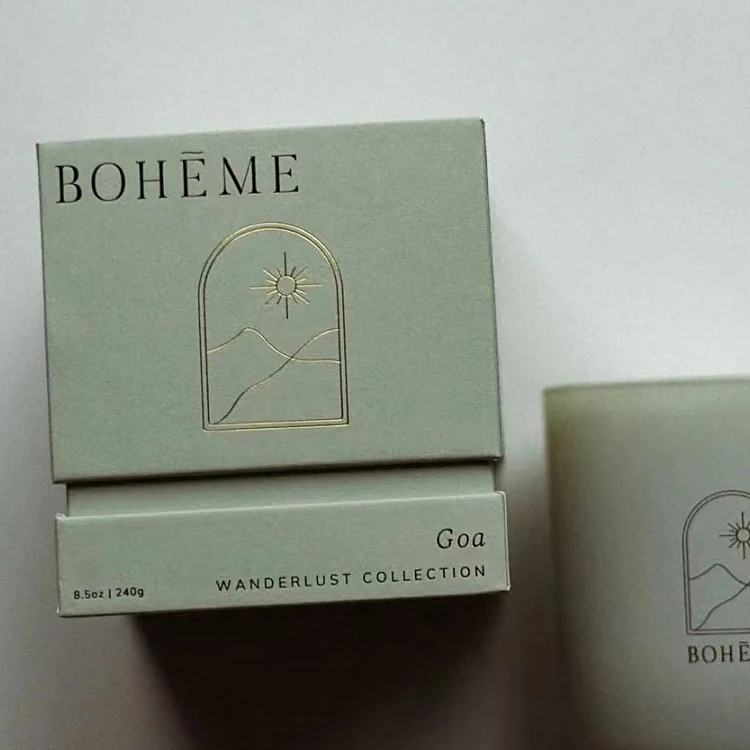 BOHĒME
Goa
WANDERLUST COLLECTION
8.5oz | 240g
BOHĒ